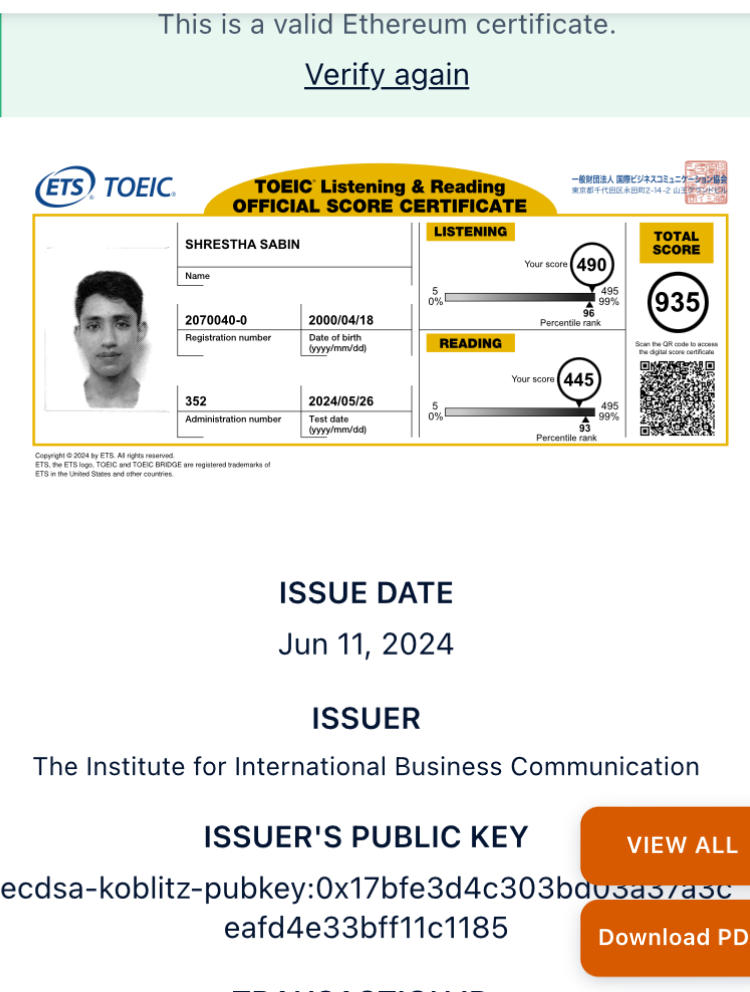 This is a valid Ethereum certificate.
Verify again
ETS® TOEIC®
TOEIC® Listening & Reading
OFFICIAL SCORE CERTIFICATE
一般財団法人 国際ビジネスコミュニケーション協会
東京都千代田区永田町2-14-2 山王グランドビル
SHRESTHA SABIN
Name
2070040-0
Registration number
2000/04/18
Date of birth
(yyyy/mm/dd)
352
Administration number
2024/05/26
Test date
(yyyy/mm/dd)
LISTENING
Your score 490
5 495
0% 99%
96
Percentile rank
READING
Your score 445
5 495
0% 99%
93
Percentile rank
TOTAL
SCORE
935
Scan the QR code to access
the digital score certificate
Copyright © 2024 by ETS. All rights reserved.
ETS, the ETS logo, TOEIC and TOEIC BRIDGE are registered trademarks of
ETS in the United States and other countries.
ISSUE DATE
Jun 11, 2024
ISSUER
The Institute for International Business Communication
ISSUER'S PUBLIC KEY
ecdsa-koblitz-pubkey:0x17bfe3d4c303bd03a37a3c
eafd4e33bff11c1185
VIEW ALL
Download PD